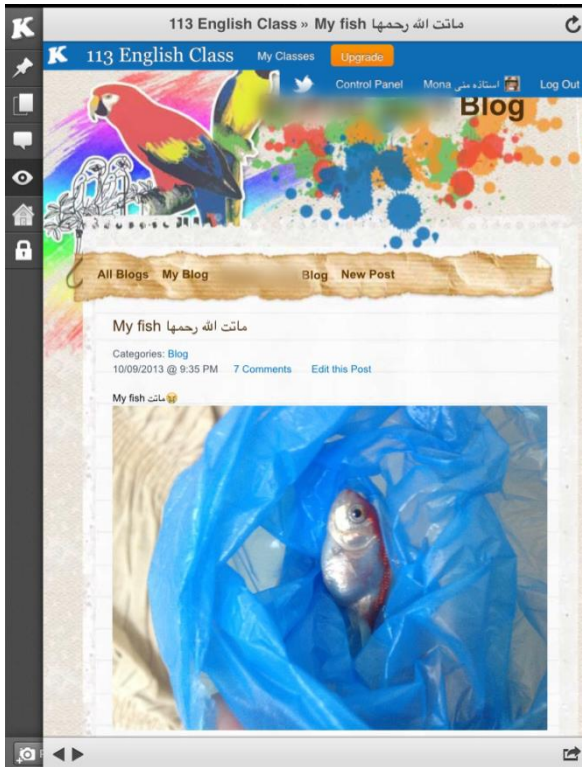 113 English Class » My fish ماتت الله رحمها
K 113 English Class My Classes Upgrade
Control Panel Mona استاذه منى Log Out
Blog
All Blogs My Blog Blog New Post
My fish ماتت الله رحمها
Categories: Blog
10/09/2013 @ 9:35 PM 7 Comments Edit this Post
My fish ماتت